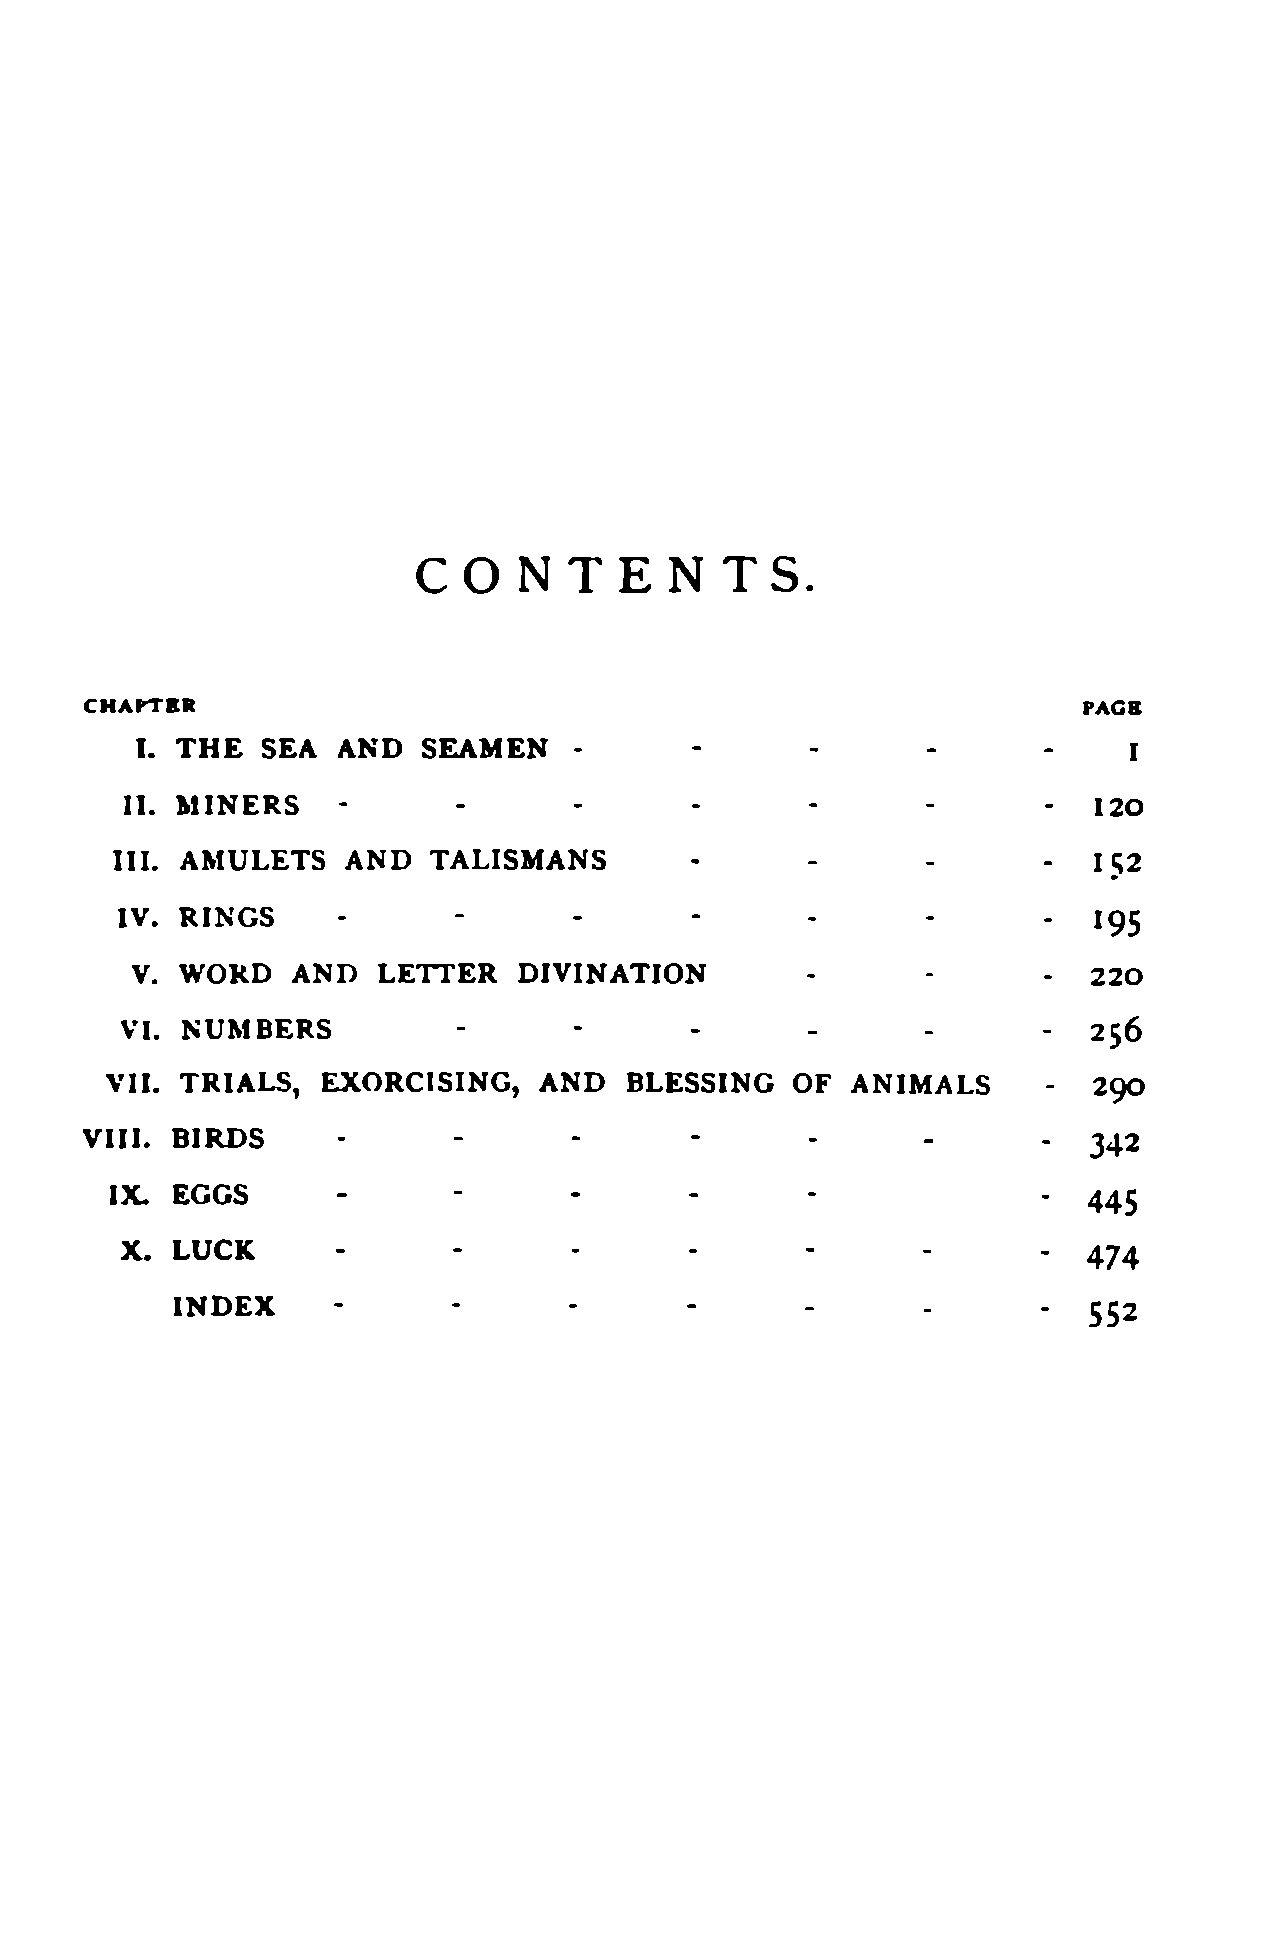 CONTENTS.
CHAPTER PAGE
I. THE SEA AND SEAMEN - - - - - 1
II. MINERS - - - - - - - 120
III. AMULETS AND TALISMANS - - - - 152
IV. RINGS - - - - - - - 195
V. WORD AND LETTER DIVINATION - - - 220
VI. NUMBERS - - - - - - 256
VII. TRIALS, EXORCISING, AND BLESSING OF ANIMALS - 290
VIII. BIRDS - - - - - - - 342
IX. EGGS - - - - - - 445
X. LUCK - - - - - - - 474
INDEX - - - - - - - 552